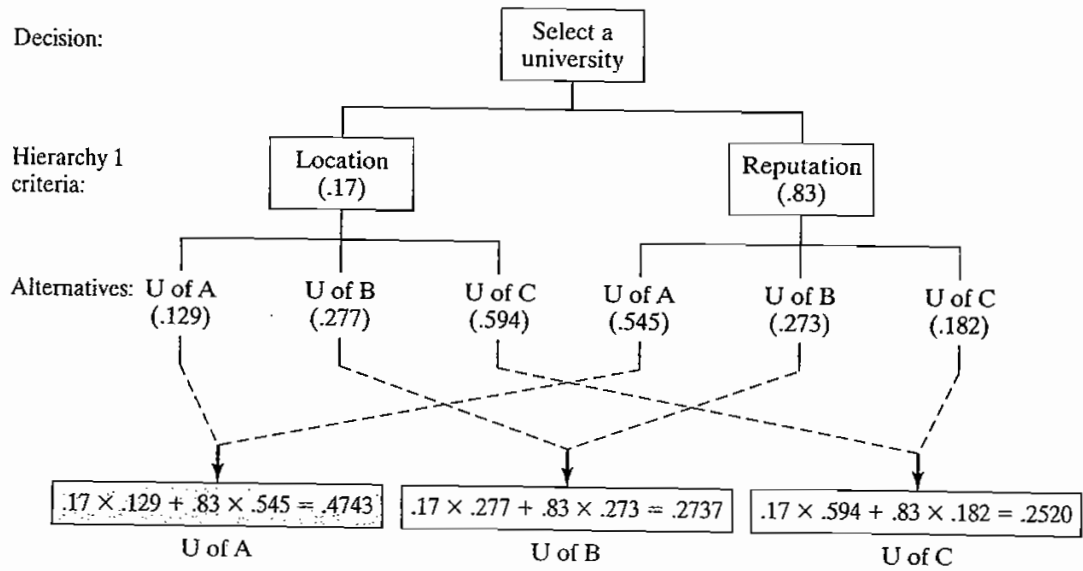 Decision:
Select a
university
Hierarchy 1
criteria:
Location
(.17)
Reputation
(.83)
Alternatives:
U of A
(.129)
U of B
(.277)
U of C
(.594)
U of A
(.545)
U of B
(.273)
U of C
(.182)
.17 × .129 + .83 × .545 = .4743
U of A
.17 × .277 + .83 × .273 = .2737
U of B
.17 × .594 + .83 × .182 = .2520
U of C